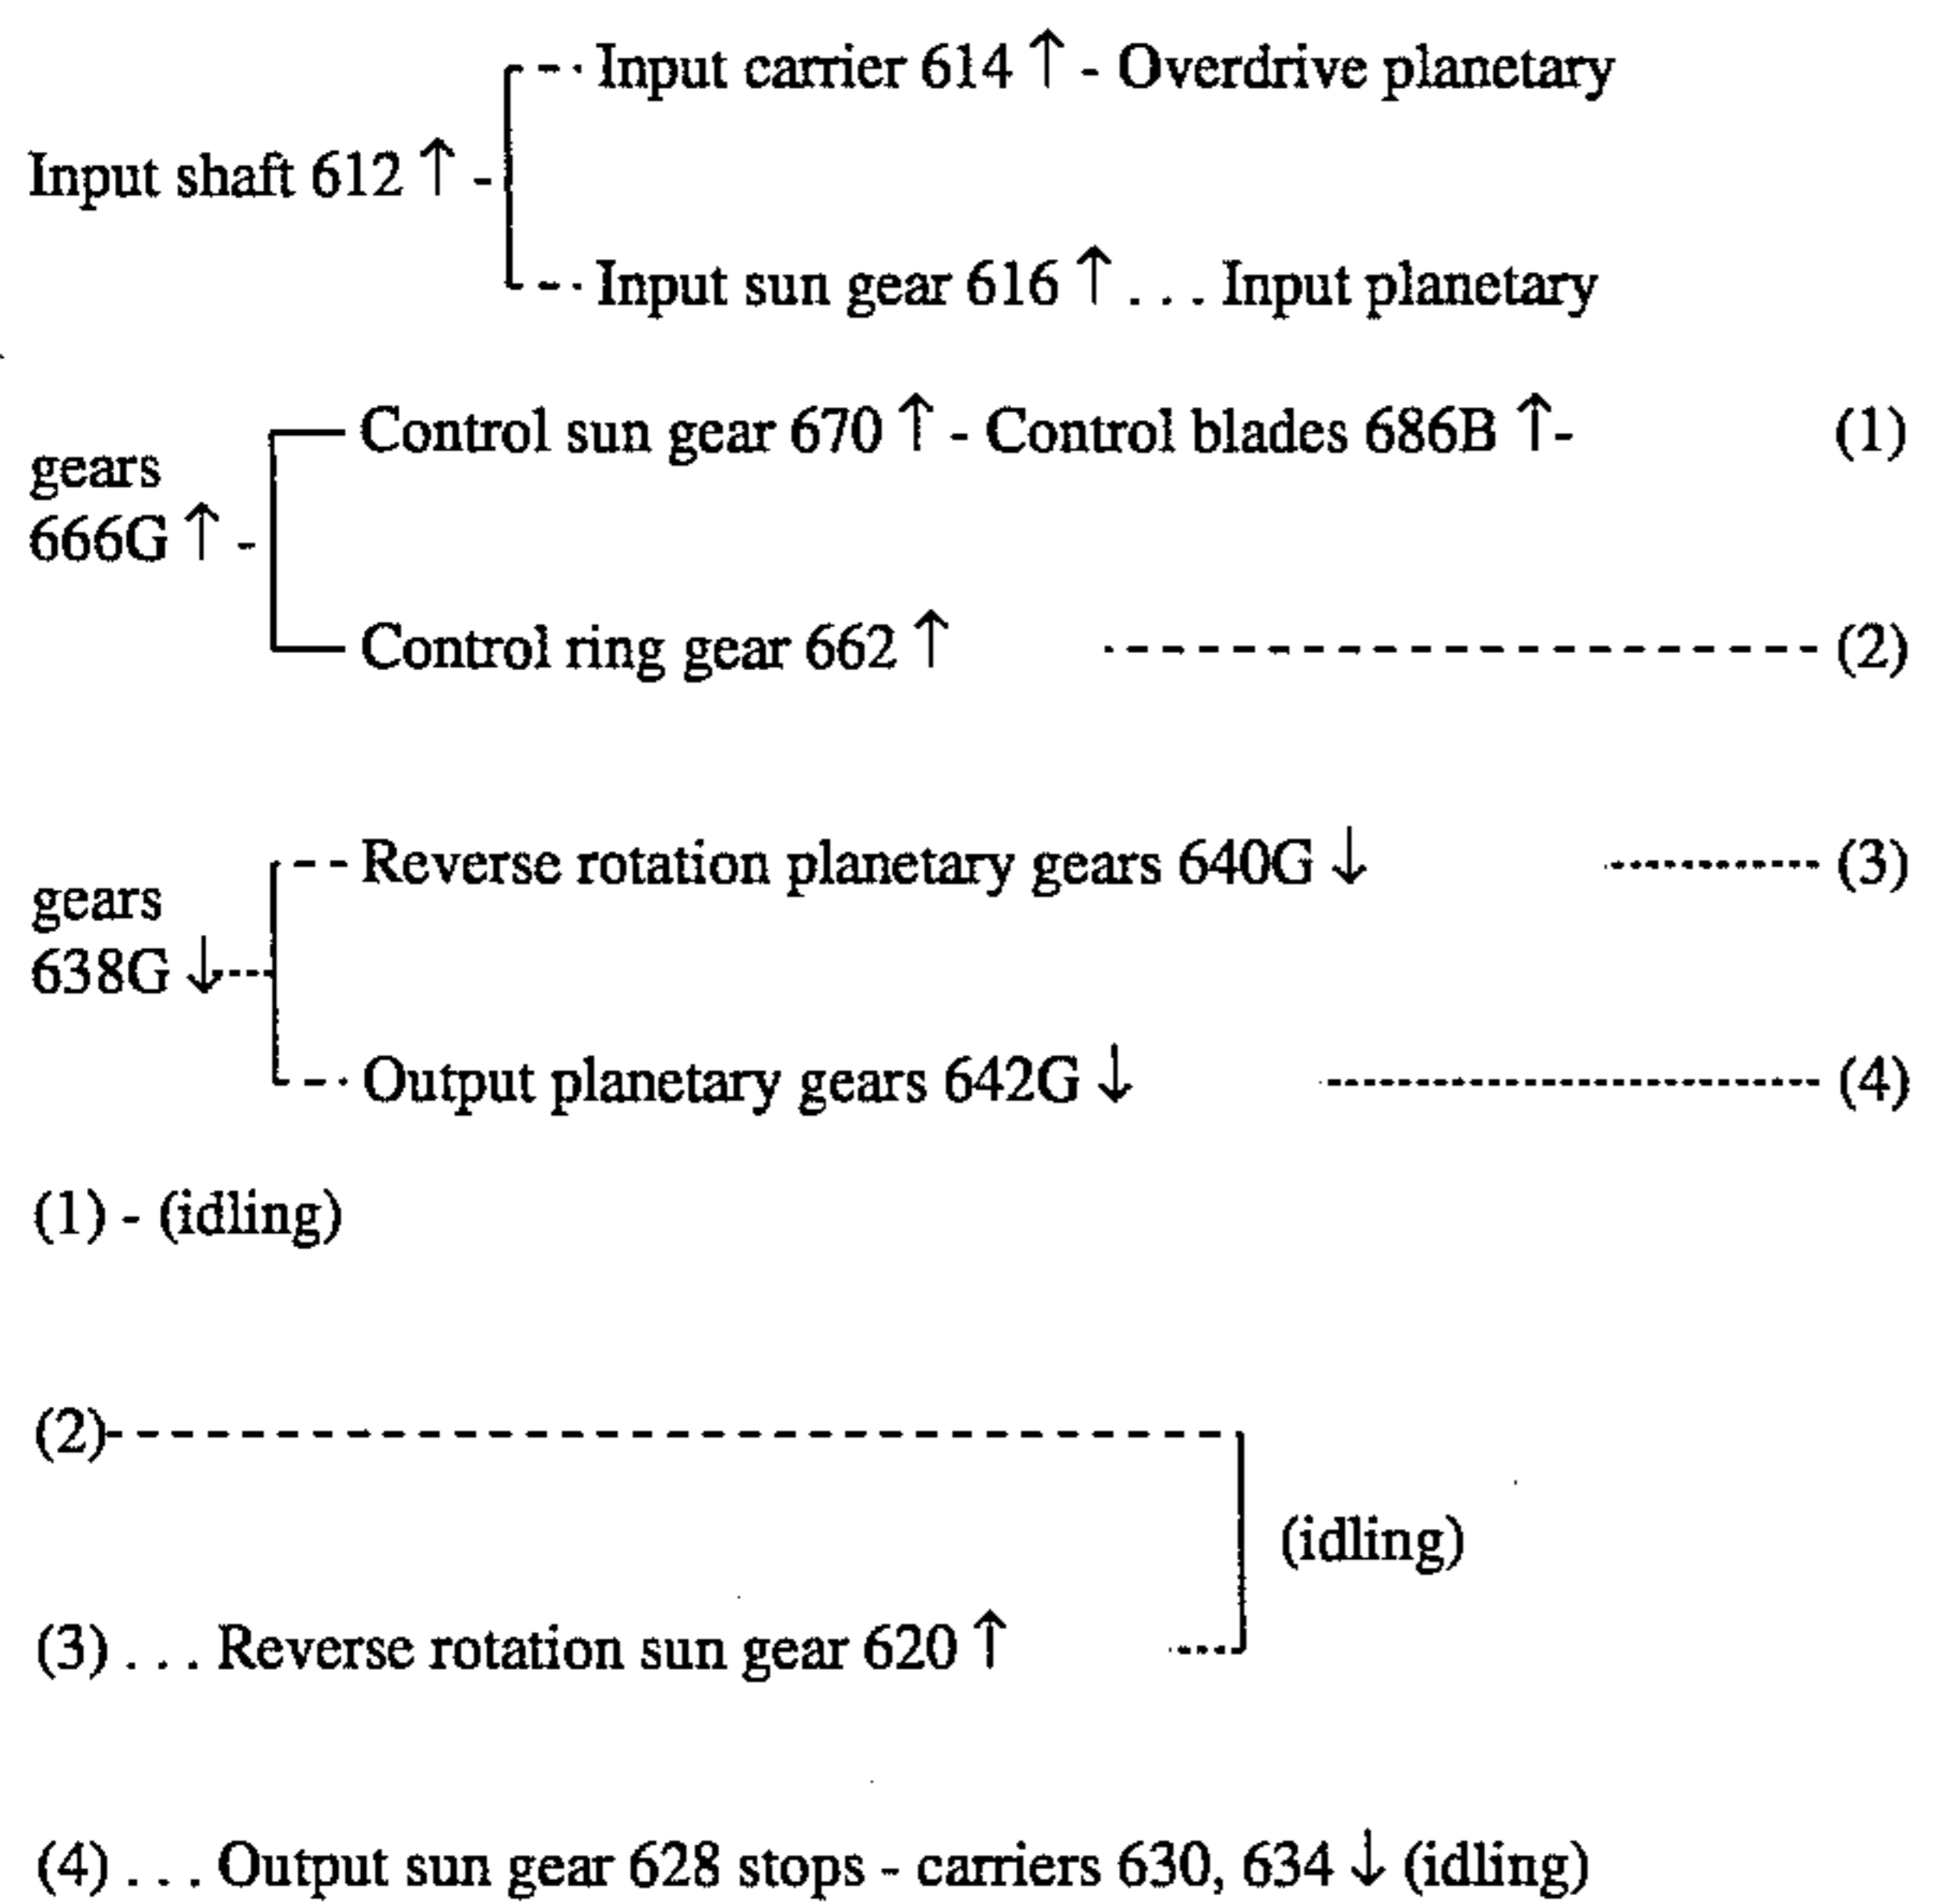 Input carrier 614 ↑ - Overdrive planetary
Input shaft 612 ↑ -
Input sun gear 616 ↑ . . . Input planetary
Control sun gear 670 ↑ - Control blades 686B ↑- (1)
gears
666G ↑ -
Control ring gear 662 ↑ - - - - - - - - - - - - - - - - - - - - - (2)
Reverse rotation planetary gears 640G ↓ ------------- (3)
gears
638G ↓----
Output planetary gears 642G ↓ ----------------------------- (4)
(1) - (idling)
(2)- - - - - - - - - - - - - - - - - - - - - - - - - - - - - - - - -
(idling)
(3) . . . Reverse rotation sun gear 620 ↑ -----
(4) . . . Output sun gear 628 stops - carriers 630, 634 ↓ (idling)